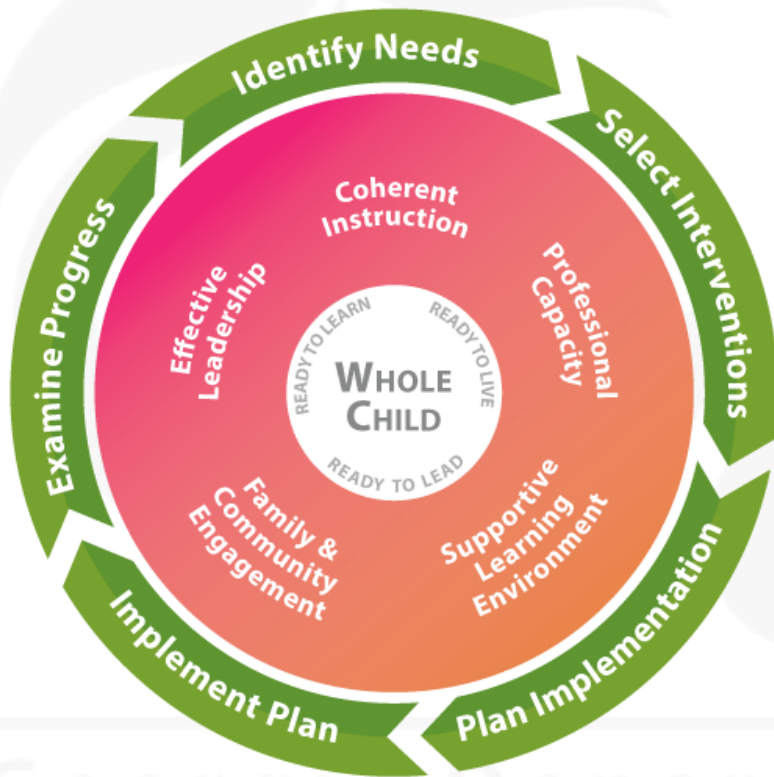 Identify Needs
Select Interventions
Plan Implementation
Implement Plan
Examine Progress
Coherent
Instruction
Professional
Capacity
Supportive
Learning
Environment
Family &
Community
Engagement
Effective
Leadership
READY TO LEARN
READY TO LIVE
READY TO LEAD
WHOLE
CHILD